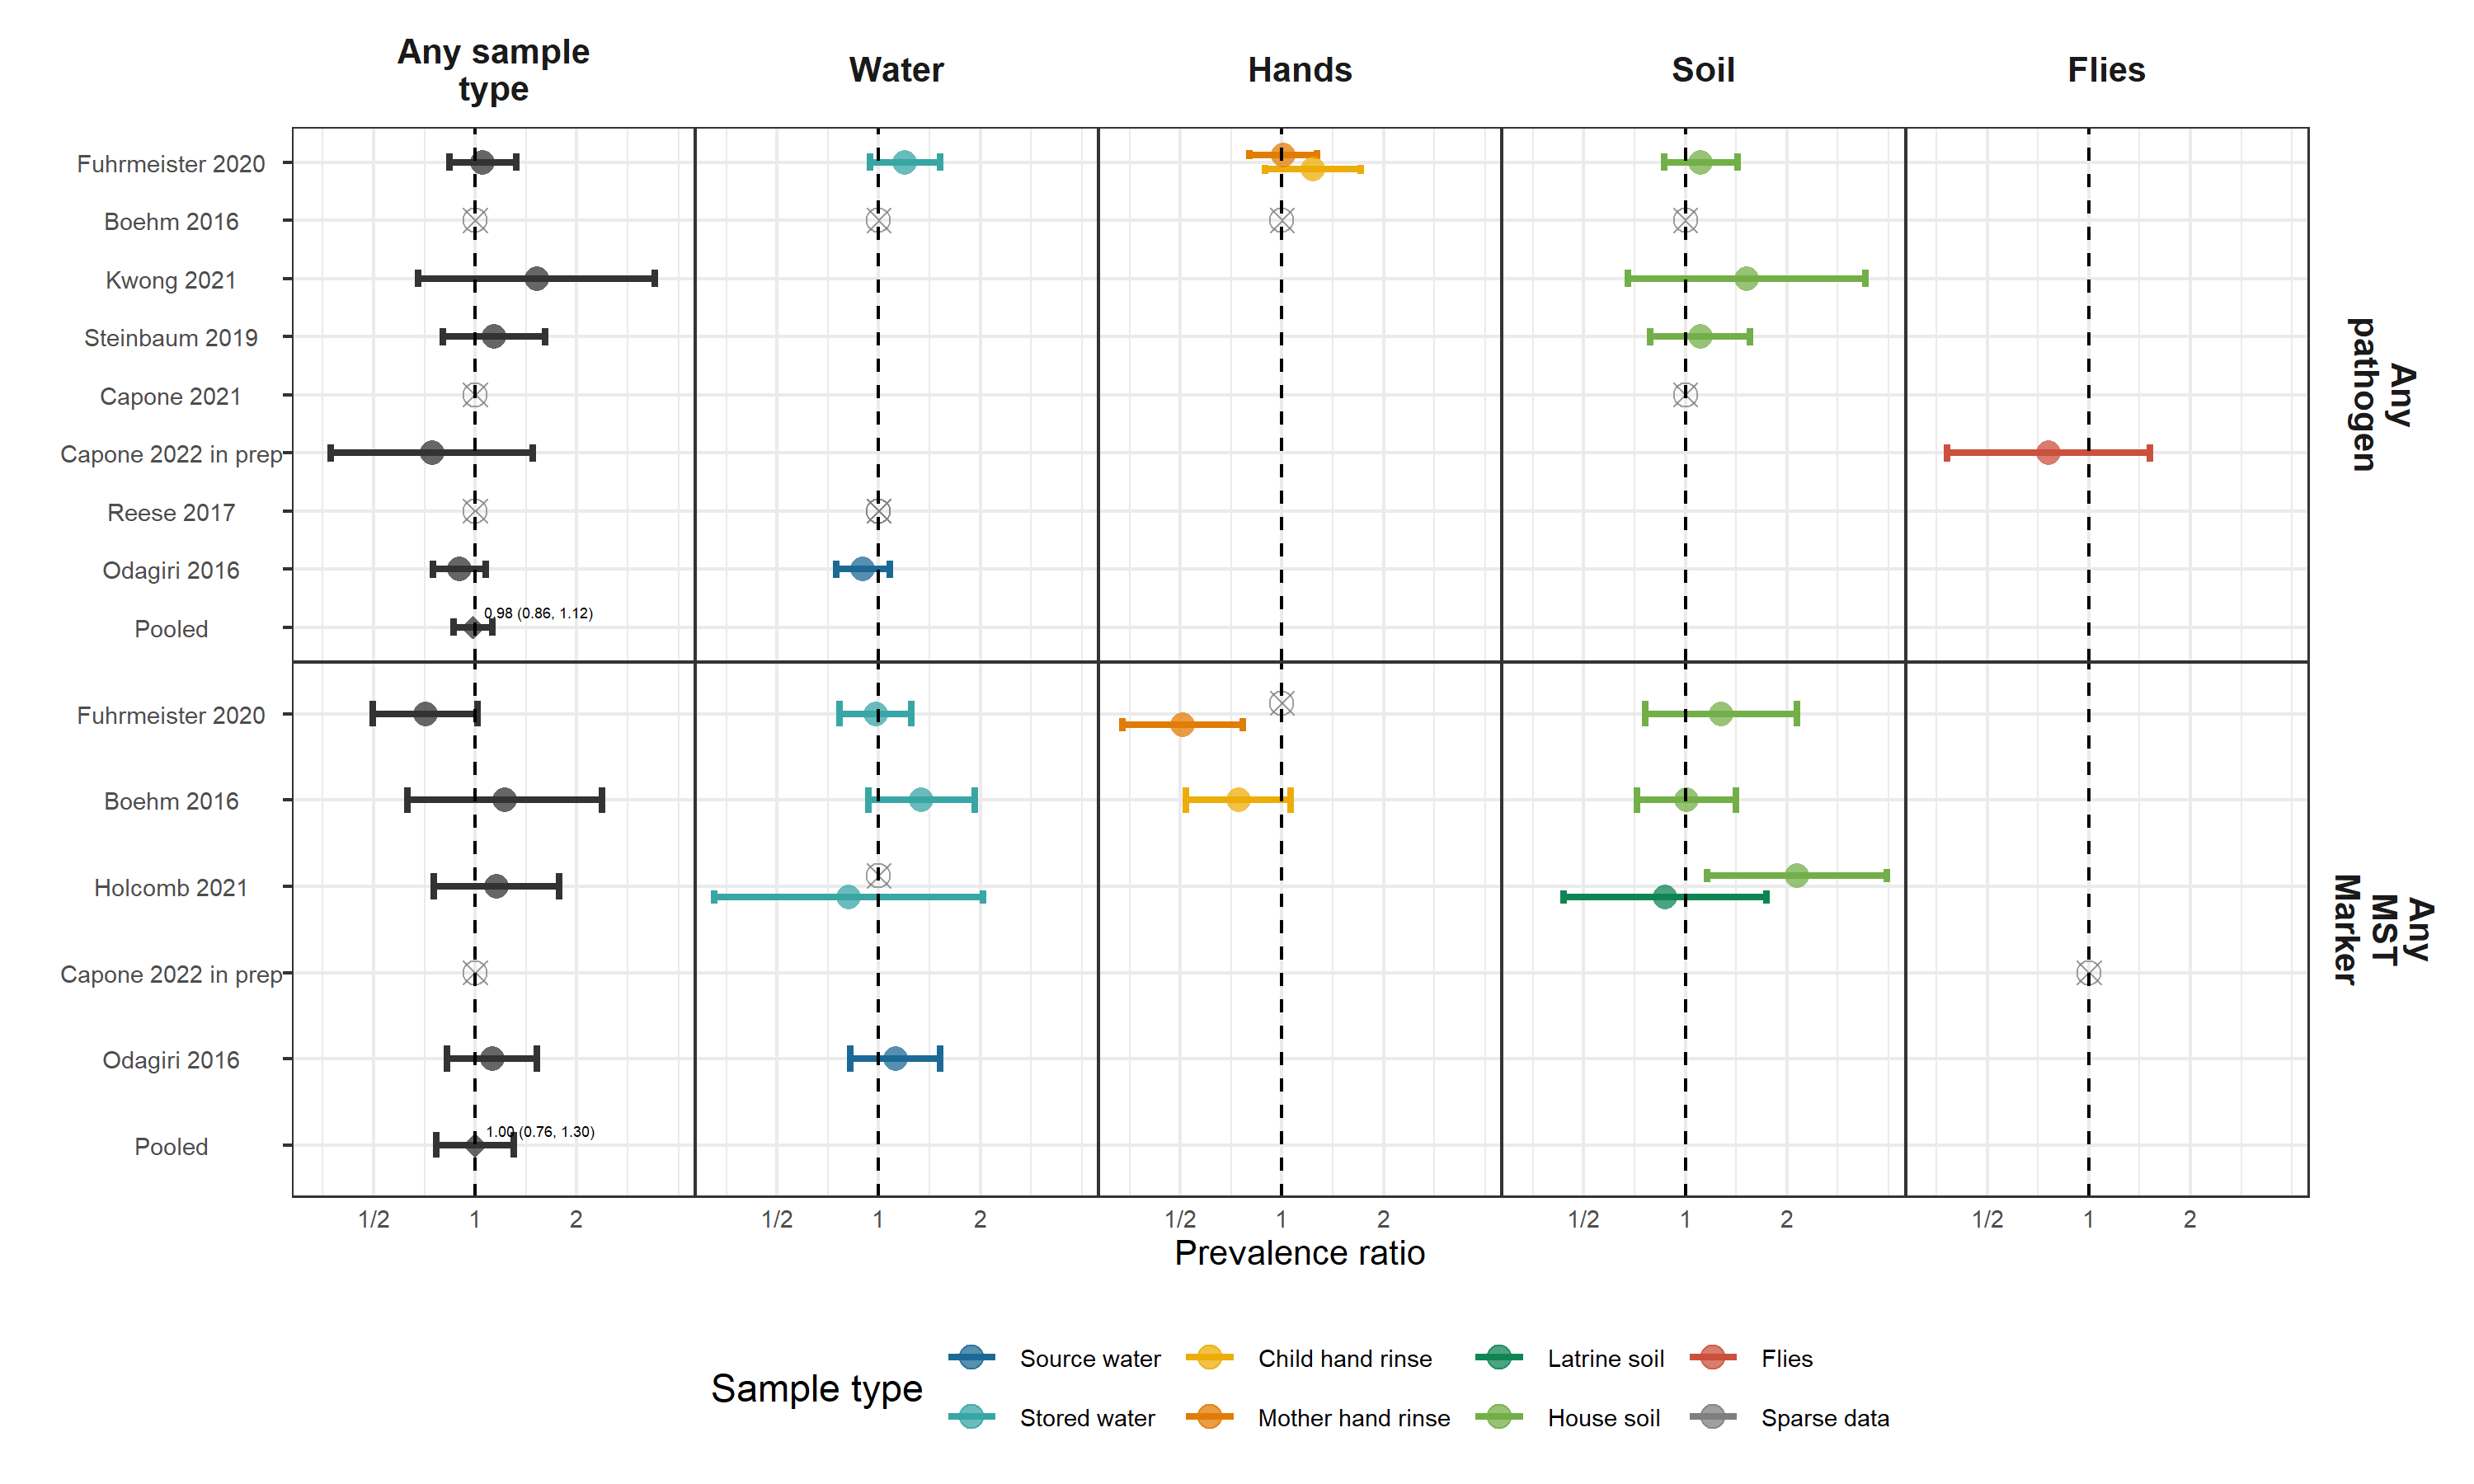 Any sample
type
Water
Hands
Soil
Flies
Fuhrmeister 2020
Boehm 2016
Kwong 2021
Steinbaum 2019
Capone 2021
Capone 2022 in prep
Reese 2017
Odagiri 2016
Pooled
0.98 (0.86, 1.12)
Any
pathogen
Fuhrmeister 2020
Boehm 2016
Holcomb 2021
Capone 2022 in prep
Odagiri 2016
Pooled
1.00 (0.76, 1.30)
Any
MST
Marker
1/2 1 2
1/2 1 2
1/2 1 2
1/2 1 2
1/2 1 2
Prevalence ratio
Sample type
Source water
Child hand rinse
Latrine soil
Flies
Stored water
Mother hand rinse
House soil
Sparse data